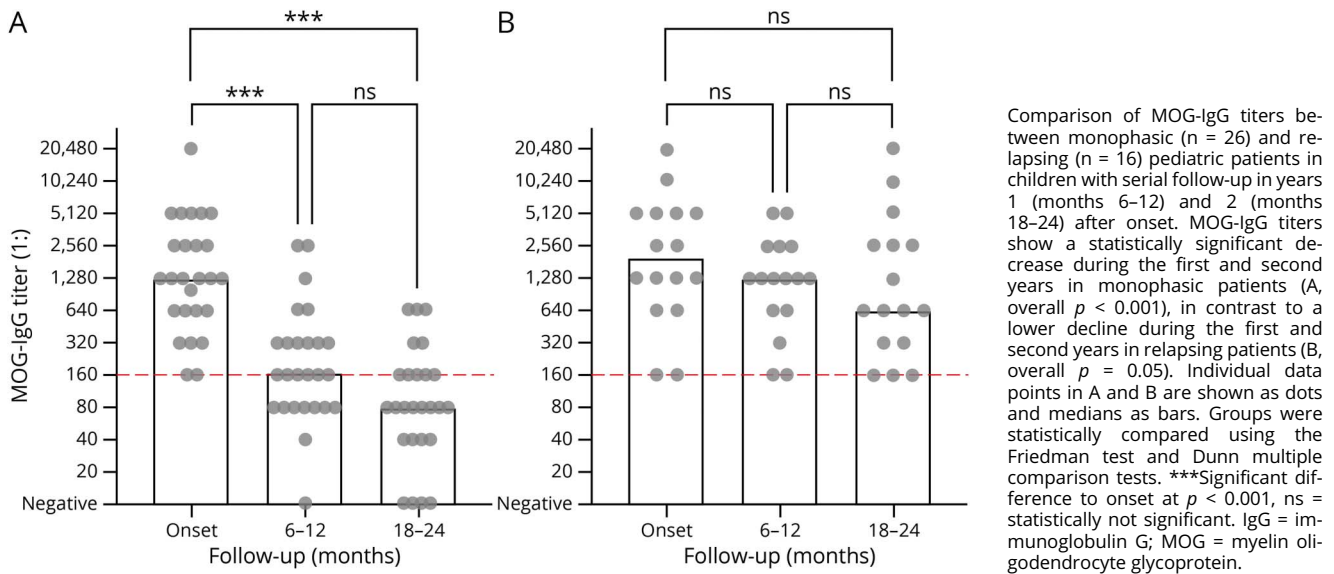 A
***
***
ns
MOG-IgG titer (1:)
20,480
10,240
5,120
2,560
1,280
640
320
160
80
40
20
Negative
Onset
6–12
18–24
Follow-up (months)
B
ns
ns
ns
20,480
10,240
5,120
2,560
1,280
640
320
160
80
40
20
Negative
Onset
6–12
18–24
Follow-up (months)
Comparison of MOG-IgG titers be-
tween monophasic (n = 26) and re-
lapsing (n = 16) pediatric patients in
children with serial follow-up in years
1 (months 6–12) and 2 (months
18–24) after onset. MOG-IgG titers
show a statistically significant de-
crease during the first and second
years in monophasic patients (A,
overall p < 0.001), in contrast to a
lower decline during the first and
second years in relapsing patients (B,
overall p = 0.05). Individual data
points in A and B are shown as dots
and medians as bars. Groups were
statistically compared using the
Friedman test and Dunn multiple
comparison tests. ***Significant dif-
ference to onset at p < 0.001, ns =
statistically not significant. IgG = im-
munoglobulin G; MOG = myelin oli-
godendrocyte glycoprotein.